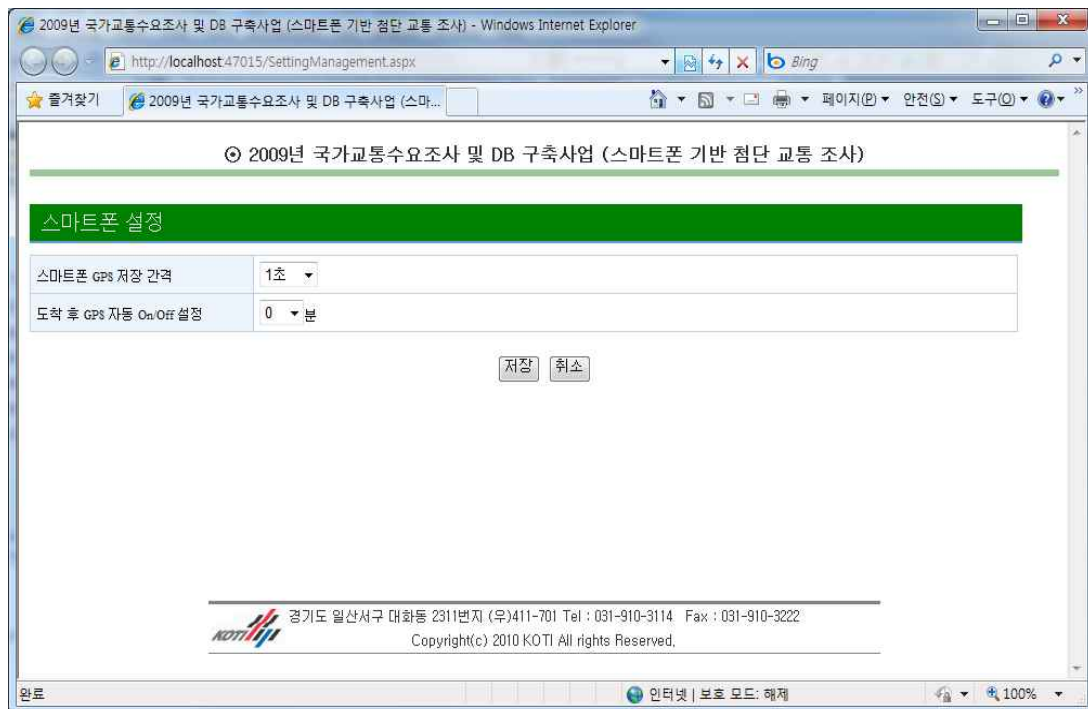 2009년 국가교통수요조사 및 DB 구축사업 (스마트폰 기반 첨단 교통 조사) - Windows Internet Explorer
http://localhost:47015/SettingManagement.aspx
Bing
즐겨찾기
2009년 국가교통수요조사 및 DB 구축사업 (스마...
페이지(P)
안전(S)
도구(O)
⊙ 2009년 국가교통수요조사 및 DB 구축사업 (스마트폰 기반 첨단 교통 조사)
스마트폰 설정
스마트폰 GPS 저장 간격 1초
도착 후 GPS 자동 On/Off 설정 0 분
저장 취소
KOTI
경기도 일산서구 대화동 2311번지 (우)411-701 Tel : 031-910-3114 Fax : 031-910-3222
Copyright(c) 2010 KOTI All rights Reserved,
완료
인터넷 | 보호 모드: 해제
100%